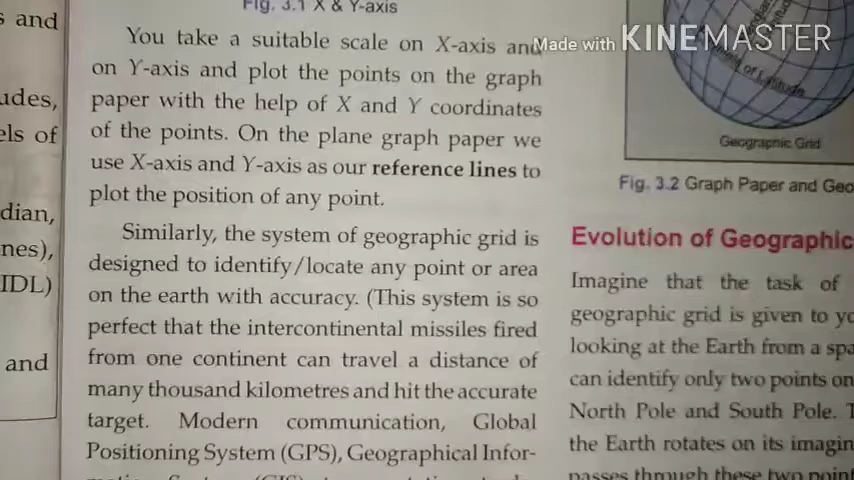 s and
udes,
els of
dian,
nes),
IDL)
and
Fig. 3.1 X & Y-axis
You take a suitable scale on X-axis and
on Y-axis and plot the points on the graph
paper with the help of X and Y coordinates
of the points. On the plane graph paper we
use X-axis and Y-axis as our reference lines to
plot the position of any point.
Similarly, the system of geographic grid is
designed to identify/locate any point or area
on the earth with accuracy. (This system is so
perfect that the intercontinental missiles fired
from one continent can travel a distance of
many thousand kilometres and hit the accurate
target. Modern communication, Global
Positioning System (GPS), Geographical Infor-
Made with KINEMASTER
of Latitude
Geographic Grid
Fig. 3.2 Graph Paper and Geo
Evolution of Geographic
Imagine that the task of
geographic grid is given to yo
looking at the Earth from a spa
can identify only two points on
North Pole and South Pole. T
the Earth rotates on its imagin
passes through these two point